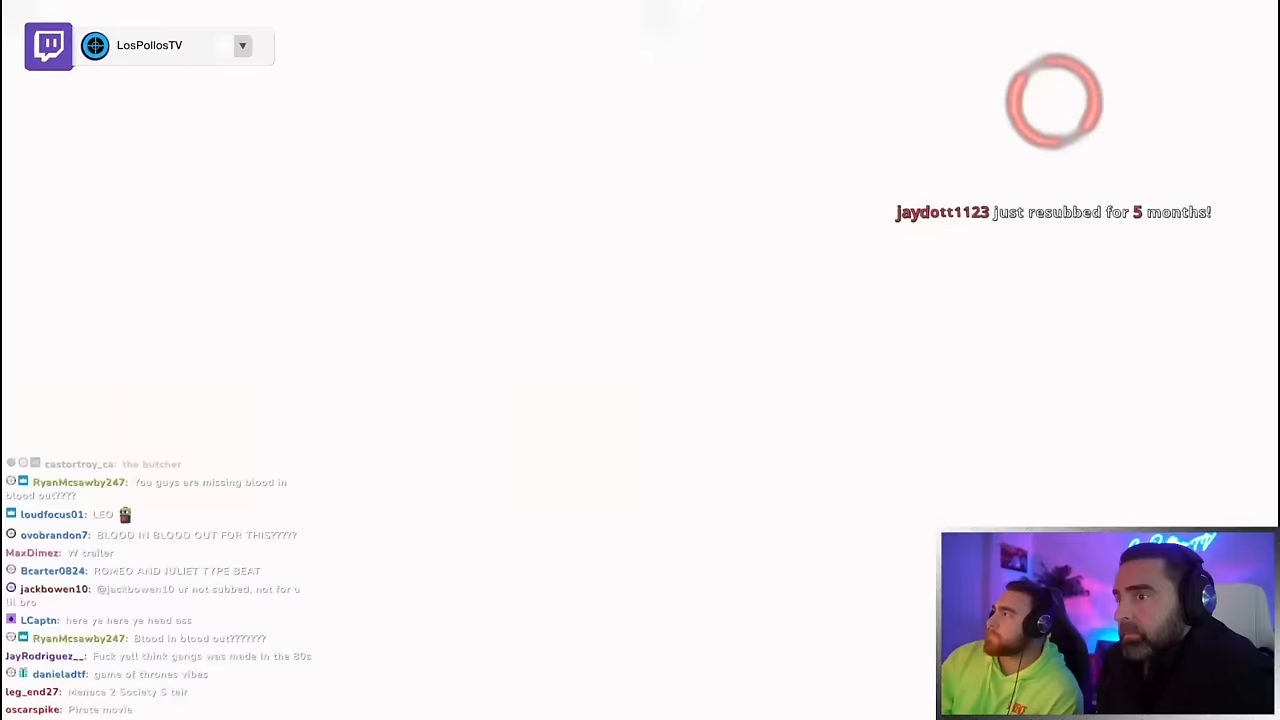 LosPollosTV
jaydott1123 just resubbed for 5 months!
castortroy_ca: the butcher
RyanMcsawby247: You guys are missing blood in
blood out????
loudfocus01: LEO
ovobrandon7: BLOOD IN BLOOD OUT FOR THIS?????
MaxDimez: W trailer
Bcarter0824: ROMEO AND JULIET TYPE BEAT
jackbowen10: @jackbowen10 ur not subbed, not for u
lil bro
LCaptn: here ye here ye head ass
RyanMcsawby247: Blood in blood out???????
JayRodriguez__: Fuck yall think gangs was made in the 80s
danieladtf: game of thrones vibes
leg_end27: Menace 2 Society S teir
oscarspike: Pirate movie